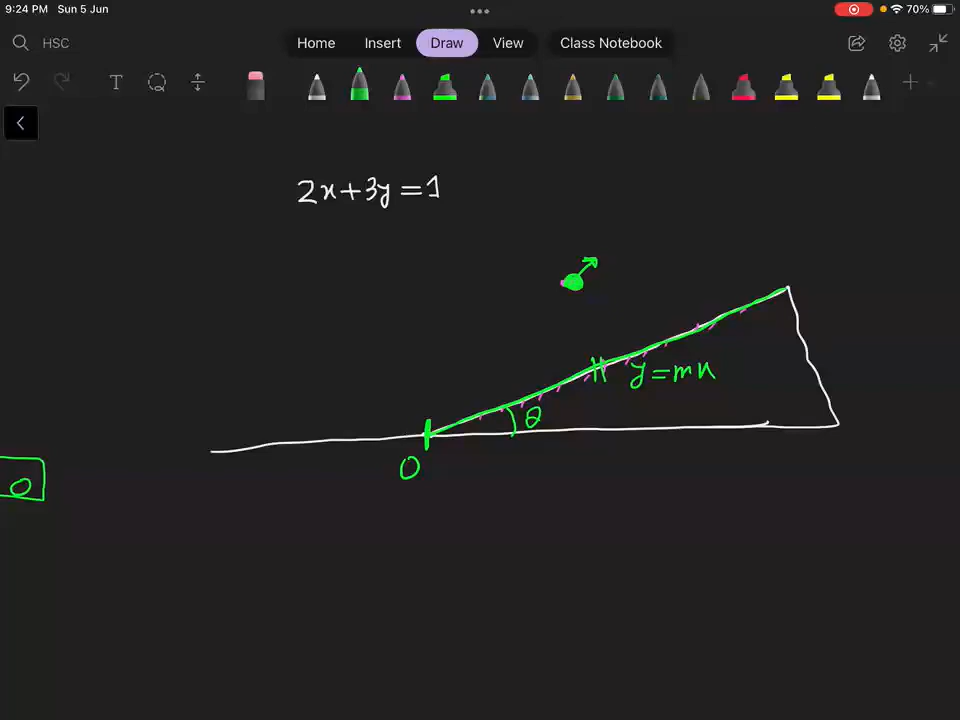 9:24 PM Sun 5 Jun
70%
HSC
Home Insert Draw View Class Notebook
T
2x+3y=1
y=mx
θ
O
O